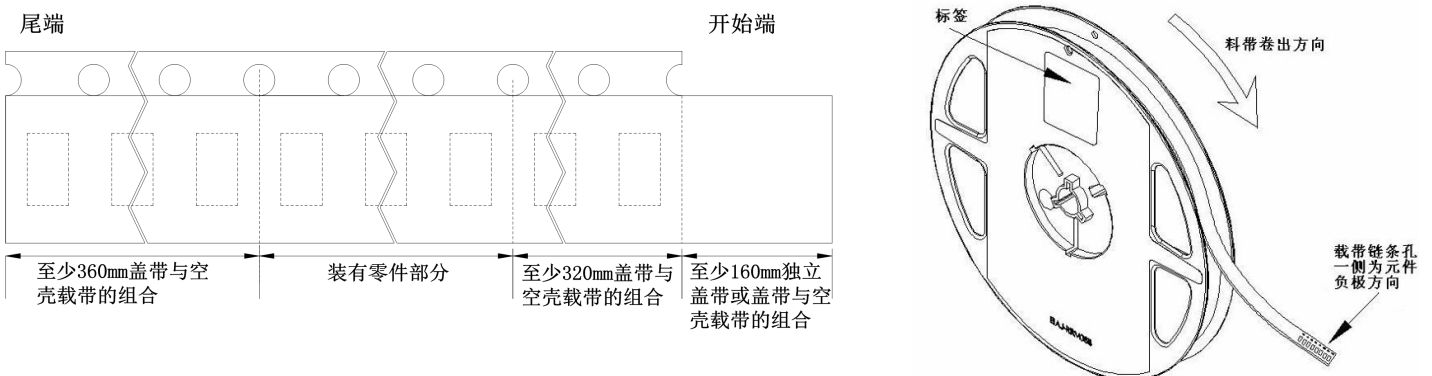 尾端
开始端
至少360mm盖带与空
壳载带的组合
装有零件部分
至少320mm盖带与
空壳载带的组合
至少160mm独立
盖带或盖带与空
壳载带的组合
标签
料带卷出方向
载带链条孔
一侧为元件
负极方向